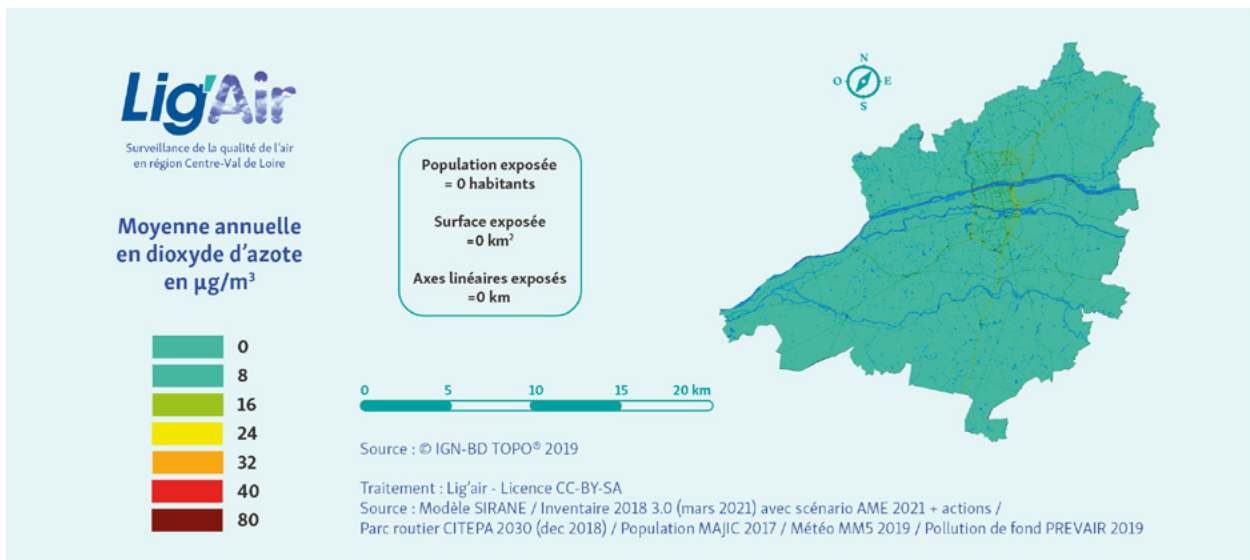 Lig'Air
Surveillance de la qualité de l'air
en région Centre-Val de Loire
Moyenne annuelle
en dioxyde d'azote
en µg/m³
0
8
16
24
32
40
80
Population exposée
= 0 habitants
Surface exposée
=0 km²
Axes linéaires exposés
=0 km
0 5 10 15 20 km
Source : © IGN-BD TOPO® 2019
Traitement : Lig'air - Licence CC-BY-SA
Source : Modèle SIRANE / Inventaire 2018 3.0 (mars 2021) avec scénario AME 2021 + actions /
Parc routier CITEPA 2030 (dec 2018) / Population MAJIC 2017 / Météo MM5 2019 / Pollution de fond PREVAIR 2019
N
O E
S